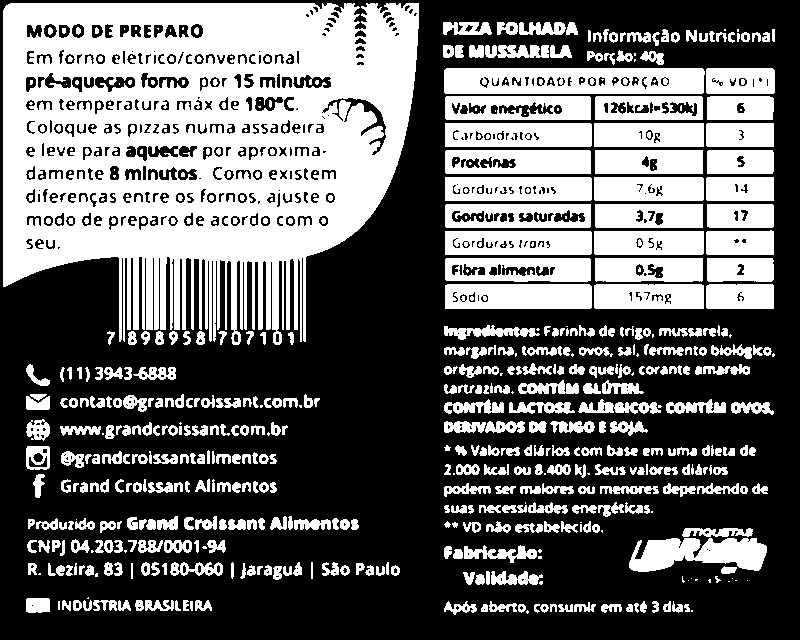 MODO DE PREPARO
Em forno elétrico/convencional
pré-aqueçao forno por 15 minutos
em temperatura máx de 180°C.
Coloque as pizzas numa assadeira
e leve para aquecer por aproxima-
damente 8 minutos. Como existem
diferenças entre os fornos, ajuste o
modo de preparo de acordo com o
seu.
7 898958 707101
(11) 3943-6888
contato@grandcroissant.com.br
www.grandcroissant.com.br
@grandcroissantalimentos
Grand Croissant Alimentos
Produzido por Grand Croissant Alimentos
CNPJ 04.203.788/0001-94
R. Lezira, 83 | 05180-060 | Jaraguá | São Paulo
INDÚSTRIA BRASILEIRA
PIZZA FOLHADA
DE MUSSARELA
Informação Nutricional
Porção: 40g
QUANTIDADE POR PORÇÃO % VD (*)
Valor energético 126kcal=530kJ 6
Carboidratos 10g 3
Proteínas 4g 5
Gorduras totais 7,6g 14
Gorduras saturadas 3,7g 17
Gorduras trans 0,5g **
Fibra alimentar 0,5g 2
Sódio 157mg 6
Ingredientes: Farinha de trigo, mussarela,
margarina, tomate, ovos, sal, fermento biológico,
orégano, essência de queijo, corante amarelo
tartrazina. CONTÉM GLÚTEN.
CONTÉM LACTOSE. ALÉRGICOS: CONTÉM OVOS,
DERIVADOS DE TRIGO E SOJA.
* % Valores diários com base em uma dieta de
2.000 kcal ou 8.400 kJ. Seus valores diários
podem ser maiores ou menores dependendo de
suas necessidades energéticas.
** VD não estabelecido.
ETIQUETAS
Fabricação:
Validade:
Após aberto, consumir em até 3 dias.